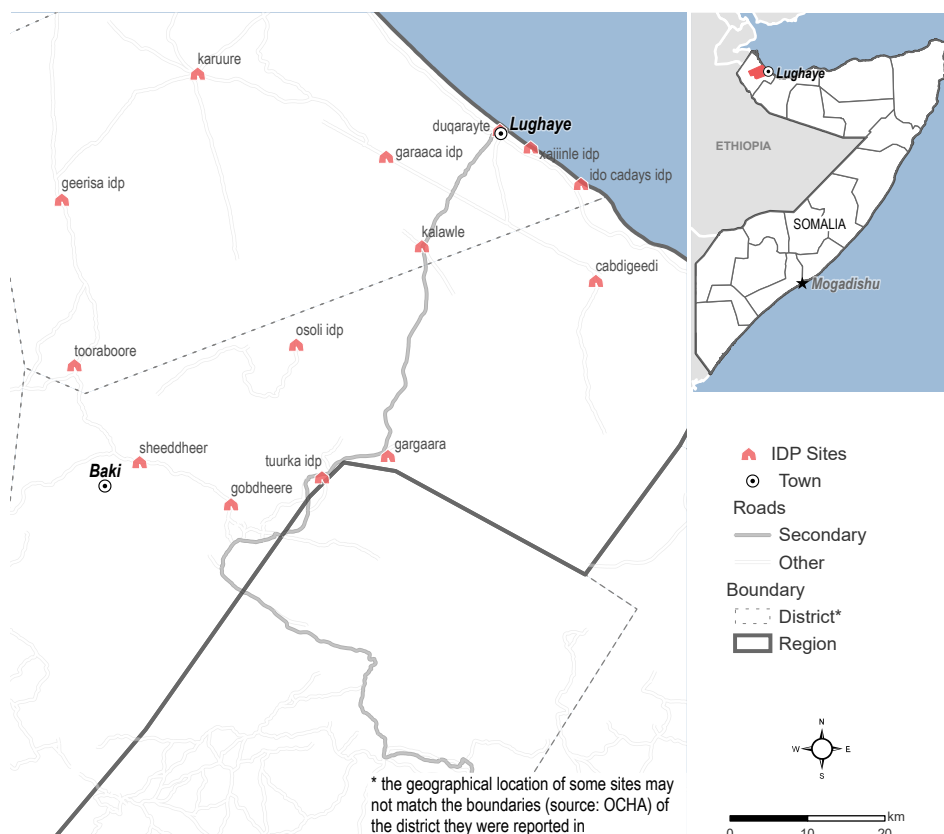 karuure
duqarayte
Lughaye
garaaca idp
xajiinle idp
geerisa idp
ido cadays idp
kalawle
cabdigeedi
osoli idp
tooraboore
sheeddheer
gargaara
Baki
tuurka idp
gobdheere
* the geographical location of some sites may
not match the boundaries (source: OCHA) of
the district they were reported in
Lughaye
ETHIOPIA
SOMALIA
Mogadishu
IDP Sites
Town
Roads
Secondary
Other
Boundary
District*
Region
N
W E
S
km
0 10 20